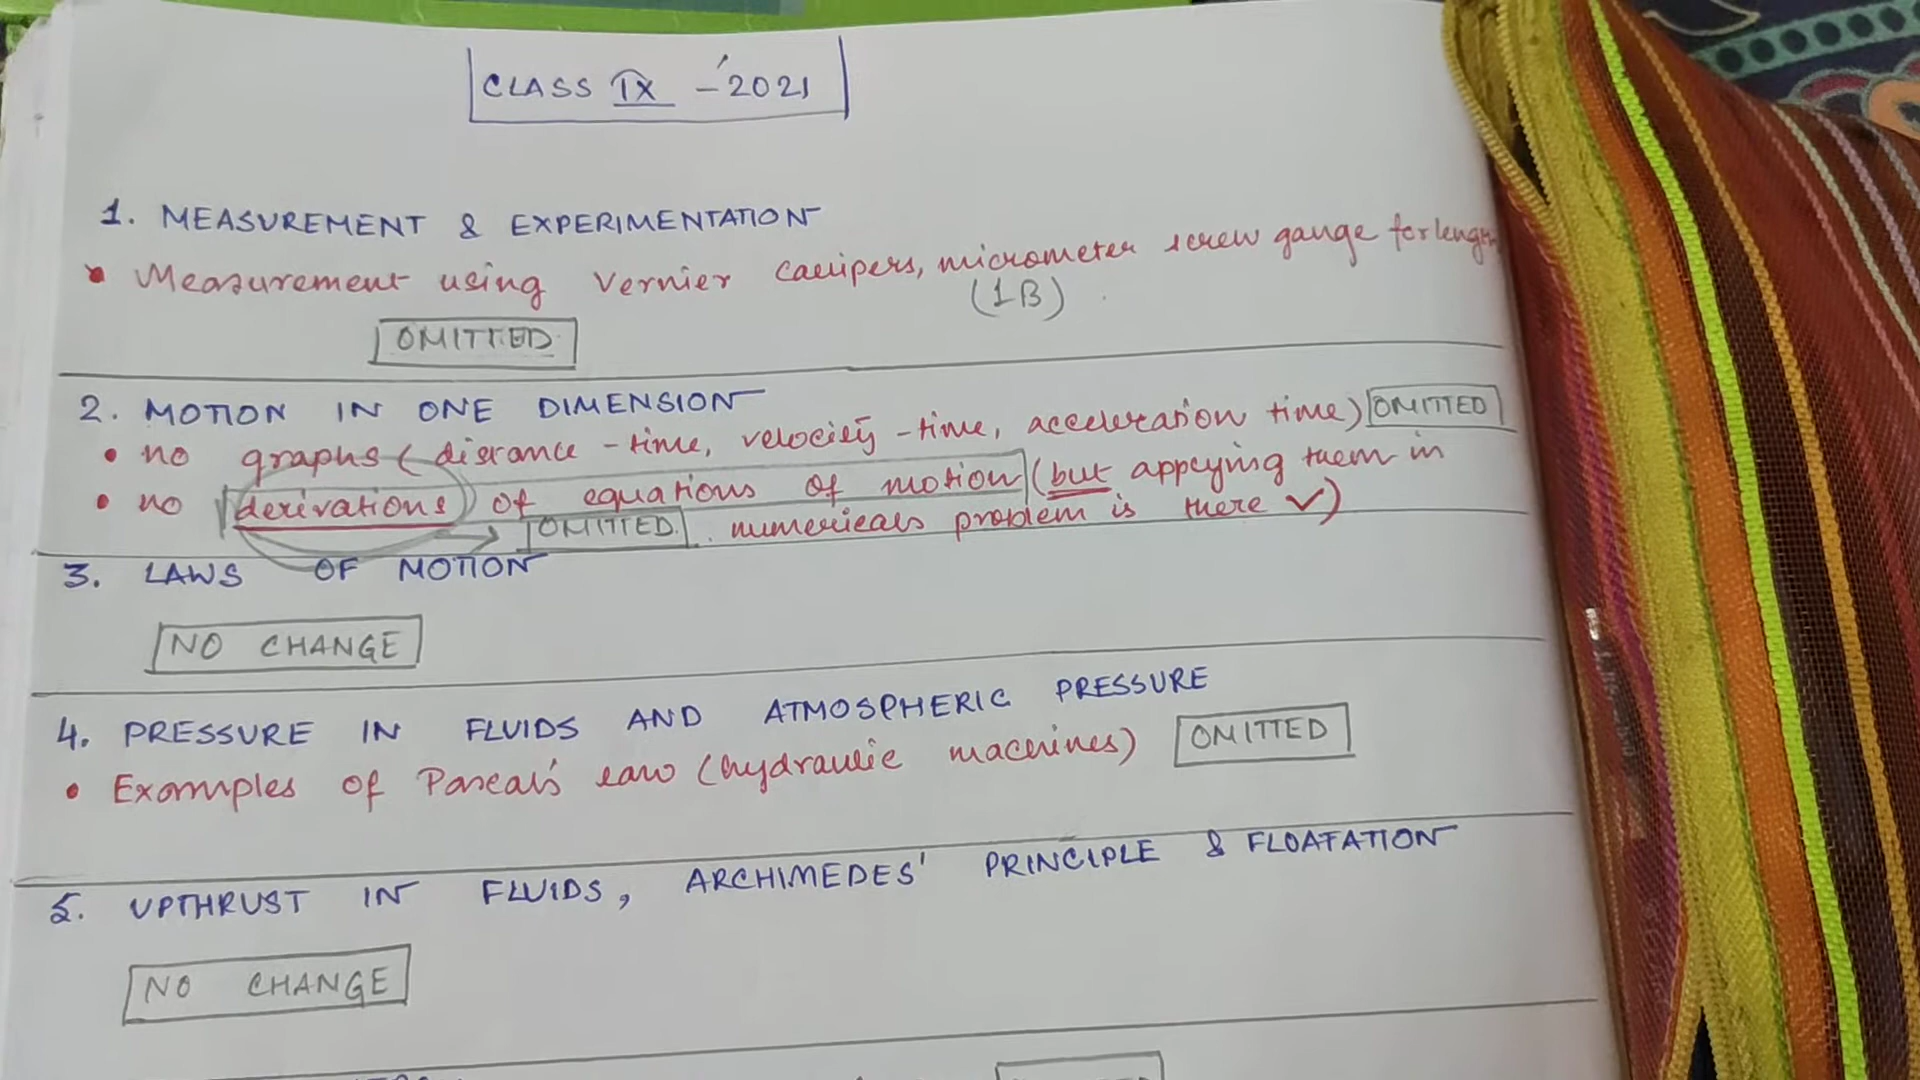 CLASS IX - '2021
1. MEASUREMENT & EXPERIMENTATION
• Measurement using Vernier Callipers, micrometer screw gauge for length
(1B)
OMITTED
2. MOTION IN ONE DIMENSION
• no graphs (distance - time, velocity - time, acceleration time) OMITTED
• no derivations of equations of motion (but applying them in
OMITTED. numericals problem is there ✓)
3. LAWS OF MOTION
NO CHANGE
4. PRESSURE IN FLUIDS AND ATMOSPHERIC PRESSURE
• Examples of Pascal's law (hydraulic machines) OMITTED
5. UPTHRUST IN FLUIDS, ARCHIMEDES' PRINCIPLE & FLOATATION
NO CHANGE